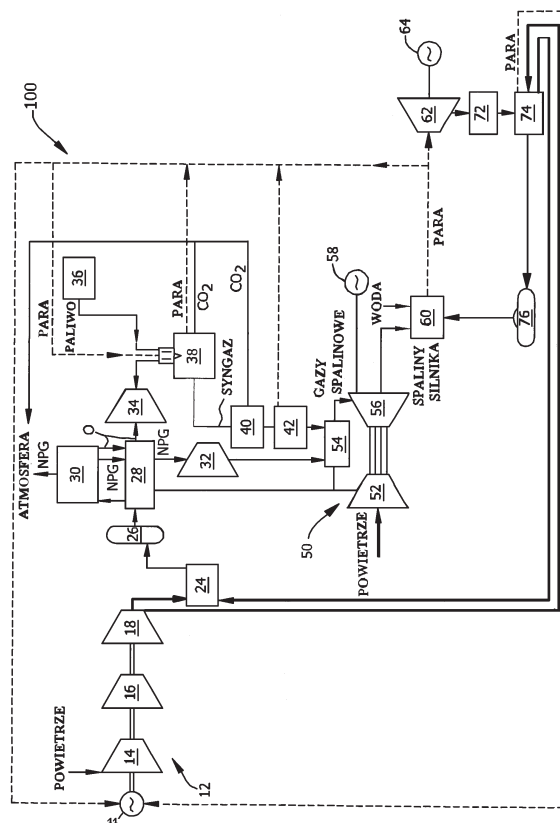 100
64
62
72
74
PARA
PARA
76
36
PALIWO
PARA
PARA
CO2
CO2
58
WODA
60
SPALINY
SILNIKA
GAZY
SPALINOWE
SYNGAZ
38
34
40
42
54
56
ATMOSFERA
NPG
O
30
NPG
28
NPG
32
26
52
50
POWIETRZE
24
18
16
14
POWIETRZE
12
11